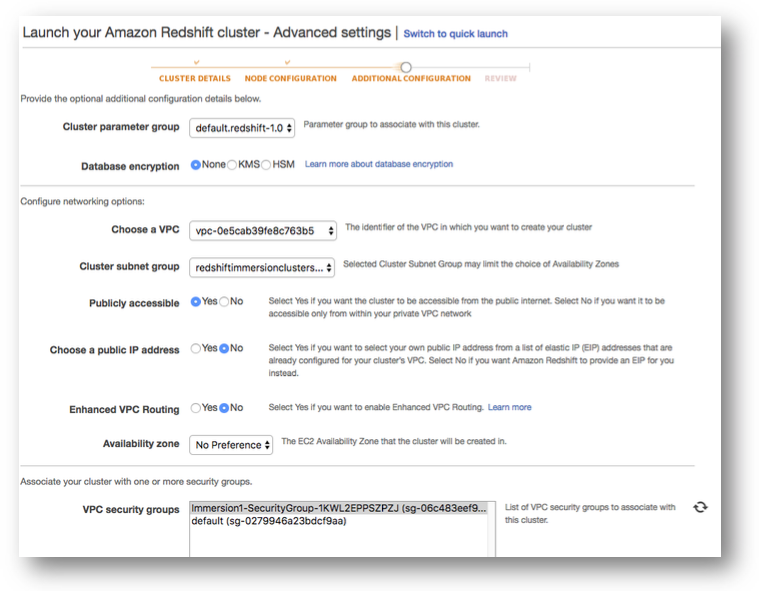 Launch your Amazon Redshift cluster - Advanced settings | Switch to quick launch
CLUSTER DETAILS NODE CONFIGURATION ADDITIONAL CONFIGURATION REVIEW
Provide the optional additional configuration details below.
Cluster parameter group default.redshift-1.0 Parameter group to associate with this cluster.
Database encryption None KMS HSM Learn more about database encryption
Configure networking options:
Choose a VPC vpc-0e5cab39fe8c763b5 The identifier of the VPC in which you want to create your cluster
Cluster subnet group redshiftimmersionclusters... Selected Cluster Subnet Group may limit the choice of Availability Zones
Publicly accessible Yes No Select Yes if you want the cluster to be accessible from the public internet. Select No if you want it to be
accessible only from within your private VPC network
Choose a public IP address Yes No Select Yes if you want to select your own public IP address from a list of elastic IP (EIP) addresses that are
already configured for your cluster's VPC. Select No if you want Amazon Redshift to provide an EIP for you
instead.
Enhanced VPC Routing Yes No Select Yes if you want to enable Enhanced VPC Routing. Learn more
Availability zone No Preference The EC2 Availability Zone that the cluster will be created in.
Associate your cluster with one or more security groups.
VPC security groups Immersion1-SecurityGroup-1KWL2EPPSZPZJ (sg-06c483eef9... List of VPC security groups to associate with
default (sg-0279946a23bdcf9aa) this cluster.